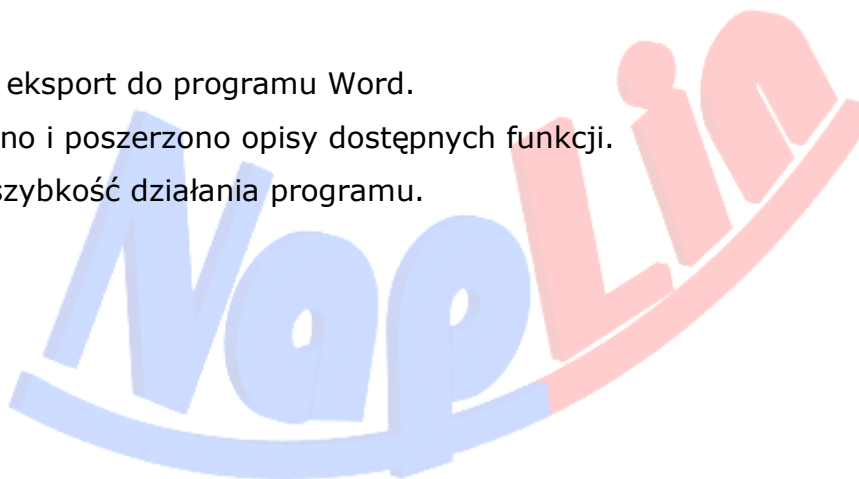 eksport do programu Word.
no i poszerzono opisy dostępnych funkcji.
szybkość działania programu.
NapLin